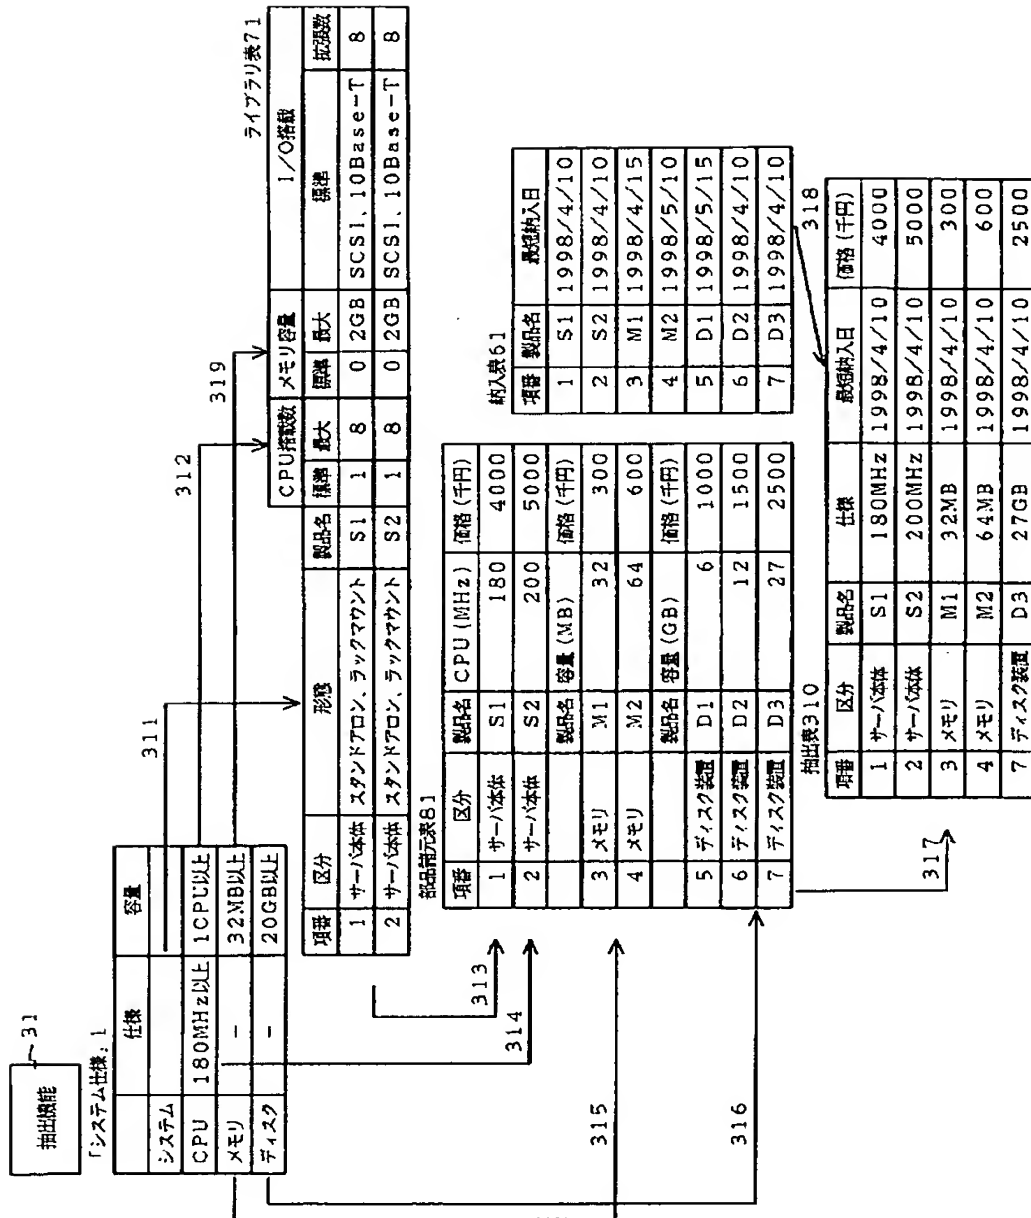 抽出機能 31
「システム仕様」1
仕様 容量
システム
CPU 180MHz以上 1CPU以上
メモリ － 32MB以上
ディスク － 20GB以上
311
312
319
ライブラリ表71
項番 区分 形態 製品名 CPU搭載数 メモリ容量 I/O搭載
標準 最大 標準 最大 標準 拡張数
1 サーバ本体 スタンドアロン、ラックマウント S1 1 8 0 2GB SCSI、10Base-T 8
2 サーバ本体 スタンドアロン、ラックマウント S2 1 8 0 2GB SCSI、10Base-T 8
313
314
315
316
部品諸元表81
項番 区分 製品名 CPU(MHz) 価格(千円)
1 サーバ本体 S1 180 4000
2 サーバ本体 S2 200 5000
製品名 容量(MB) 価格(千円)
3 メモリ M1 32 300
4 メモリ M2 64 600
製品名 容量(GB) 価格(千円)
5 ディスク装置 D1 6 1000
6 ディスク装置 D2 12 1500
7 ディスク装置 D3 27 2500
納入表61
項番 製品名 最短納入日
1 S1 1998/4/10
2 S2 1998/4/10
3 M1 1998/4/15
4 M2 1998/5/10
5 D1 1998/5/15
6 D2 1998/4/10
7 D3 1998/4/10
317
318
抽出表310
項番 区分 製品名 仕様 最短納入日 価格(千円)
1 サーバ本体 S1 180MHz 1998/4/10 4000
2 サーバ本体 S2 200MHz 1998/4/10 5000
3 メモリ M1 32MB 1998/4/10 300
4 メモリ M2 64MB 1998/4/10 600
7 ディスク装置 D3 27GB 1998/4/10 2500